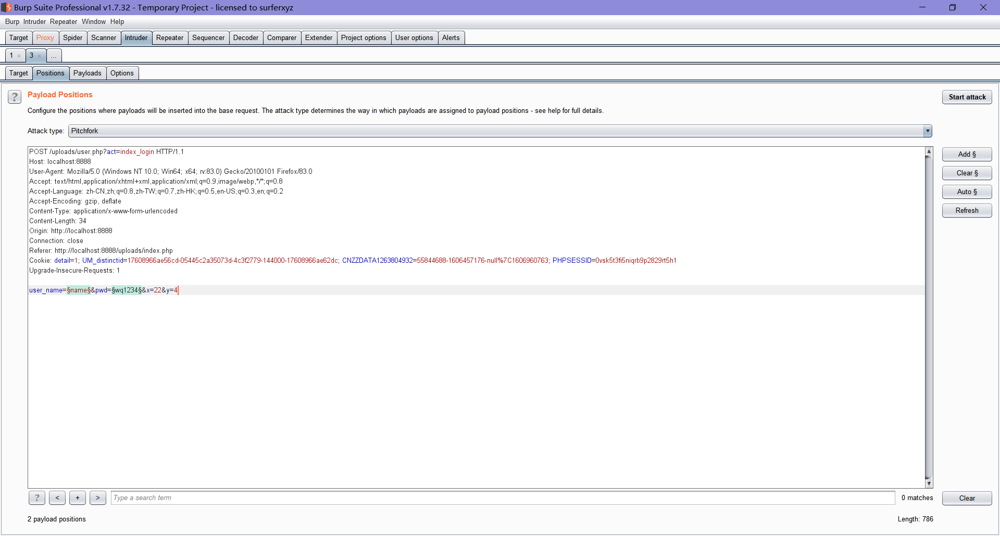 Burp Suite Professional v1.7.32 - Temporary Project - licensed to surferxyz
Burp Intruder Repeater Window Help
Target Proxy Spider Scanner Intruder Repeater Sequencer Decoder Comparer Extender Project options User options Alerts
1 × 3 × ...
Target Positions Payloads Options
? Payload Positions
Start attack
Configure the positions where payloads will be inserted into the base request. The attack type determines the way in which payloads are assigned to payload positions - see help for full details.
Attack type: Pitchfork
POST /uploads/user.php?act=index_login HTTP/1.1
Host: localhost:8888
User-Agent: Mozilla/5.0 (Windows NT 10.0; Win64; x64; rv:83.0) Gecko/20100101 Firefox/83.0
Accept: text/html,application/xhtml+xml,application/xml;q=0.9,image/webp,*/*;q=0.8
Accept-Language: zh-CN,zh;q=0.8,zh-TW;q=0.7,zh-HK;q=0.5,en-US;q=0.3,en;q=0.2
Accept-Encoding: gzip, deflate
Content-Type: application/x-www-form-urlencoded
Content-Length: 34
Origin: http://localhost:8888
Connection: close
Referer: http://localhost:8888/uploads/index.php
Cookie: detail=1; UM_distinctid=17608966ae56cd-05445c2a35073d-4c3f2779-144000-17608966ae62dc; CNZZDATA1263804932=55844688-1606457176-null%7C1606960763; PHPSESSID=0vsk5t3fi5niqrb9p2829rt5h1
Upgrade-Insecure-Requests: 1
user_name=§name§&pwd=§wq1234§&x=22&y=4
Add §
Clear §
Auto §
Refresh
? < + > Type a search term 0 matches Clear
2 payload positions Length: 786